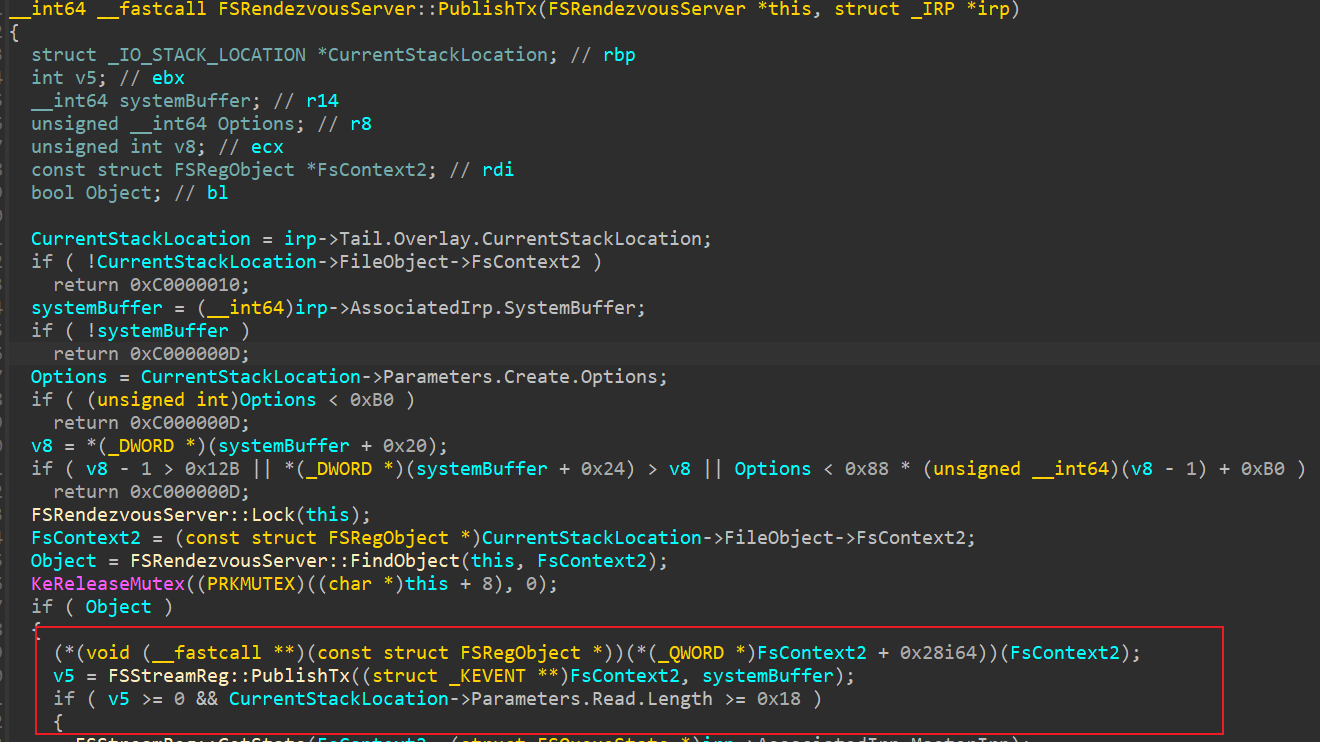 __int64 __fastcall FSRendezvousServer::PublishTx(FSRendezvousServer *this, struct _IRP *irp)
{
  struct _IO_STACK_LOCATION *CurrentStackLocation; // rbp
  int v5; // ebx
  __int64 systemBuffer; // r14
  unsigned __int64 Options; // r8
  unsigned int v8; // ecx
  const struct FSRegObject *FsContext2; // rdi
  bool Object; // bl

  CurrentStackLocation = irp->Tail.Overlay.CurrentStackLocation;
  if ( !CurrentStackLocation->FileObject->FsContext2 )
    return 0xC0000010;
  systemBuffer = (__int64)irp->AssociatedIrp.SystemBuffer;
  if ( !systemBuffer )
    return 0xC000000D;
  Options = CurrentStackLocation->Parameters.Create.Options;
  if ( (unsigned int)Options < 0xB0 )
    return 0xC000000D;
  v8 = *(_DWORD *)(systemBuffer + 0x20);
  if ( v8 - 1 > 0x12B || *(_DWORD *)(systemBuffer + 0x24) > v8 || Options < 0x88 * (unsigned __int64)(v8 - 1) + 0xB0 )
    return 0xC000000D;
  FSRendezvousServer::Lock(this);
  FsContext2 = (const struct FSRegObject *)CurrentStackLocation->FileObject->FsContext2;
  Object = FSRendezvousServer::FindObject(this, FsContext2);
  KeReleaseMutex((PRKMUTEX)((char *)this + 8), 0);
  if ( Object )
  {
    (*(void (__fastcall **)(const struct FSRegObject *))(*(_QWORD *)FsContext2 + 0x28i64))(FsContext2);
    v5 = FSStreamReg::PublishTx((struct _KEVENT **)FsContext2, systemBuffer);
    if ( v5 >= 0 && CurrentStackLocation->Parameters.Read.Length >= 0x18 )
    {